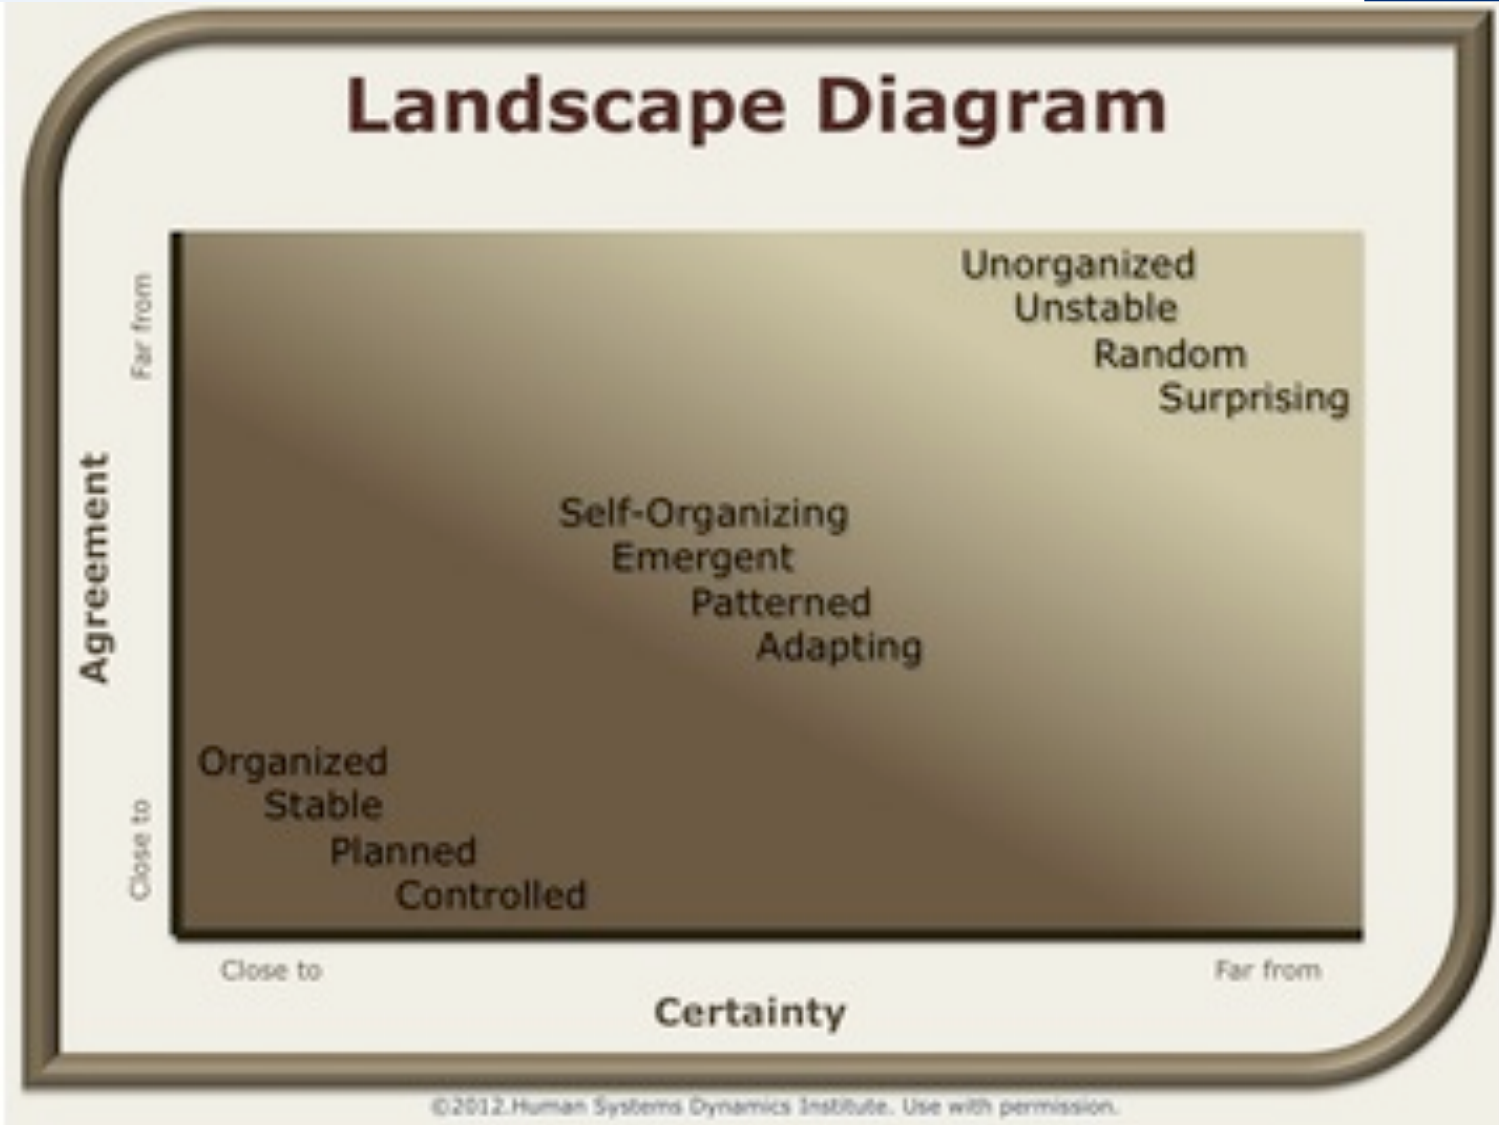 Landscape Diagram
Far from
Agreement
Close to
Unorganized
Unstable
Random
Surprising
Self-Organizing
Emergent
Patterned
Adapting
Organized
Stable
Planned
Controlled
Close to
Far from
Certainty
©2012.Human Systems Dynamics Institute. Use with permission.